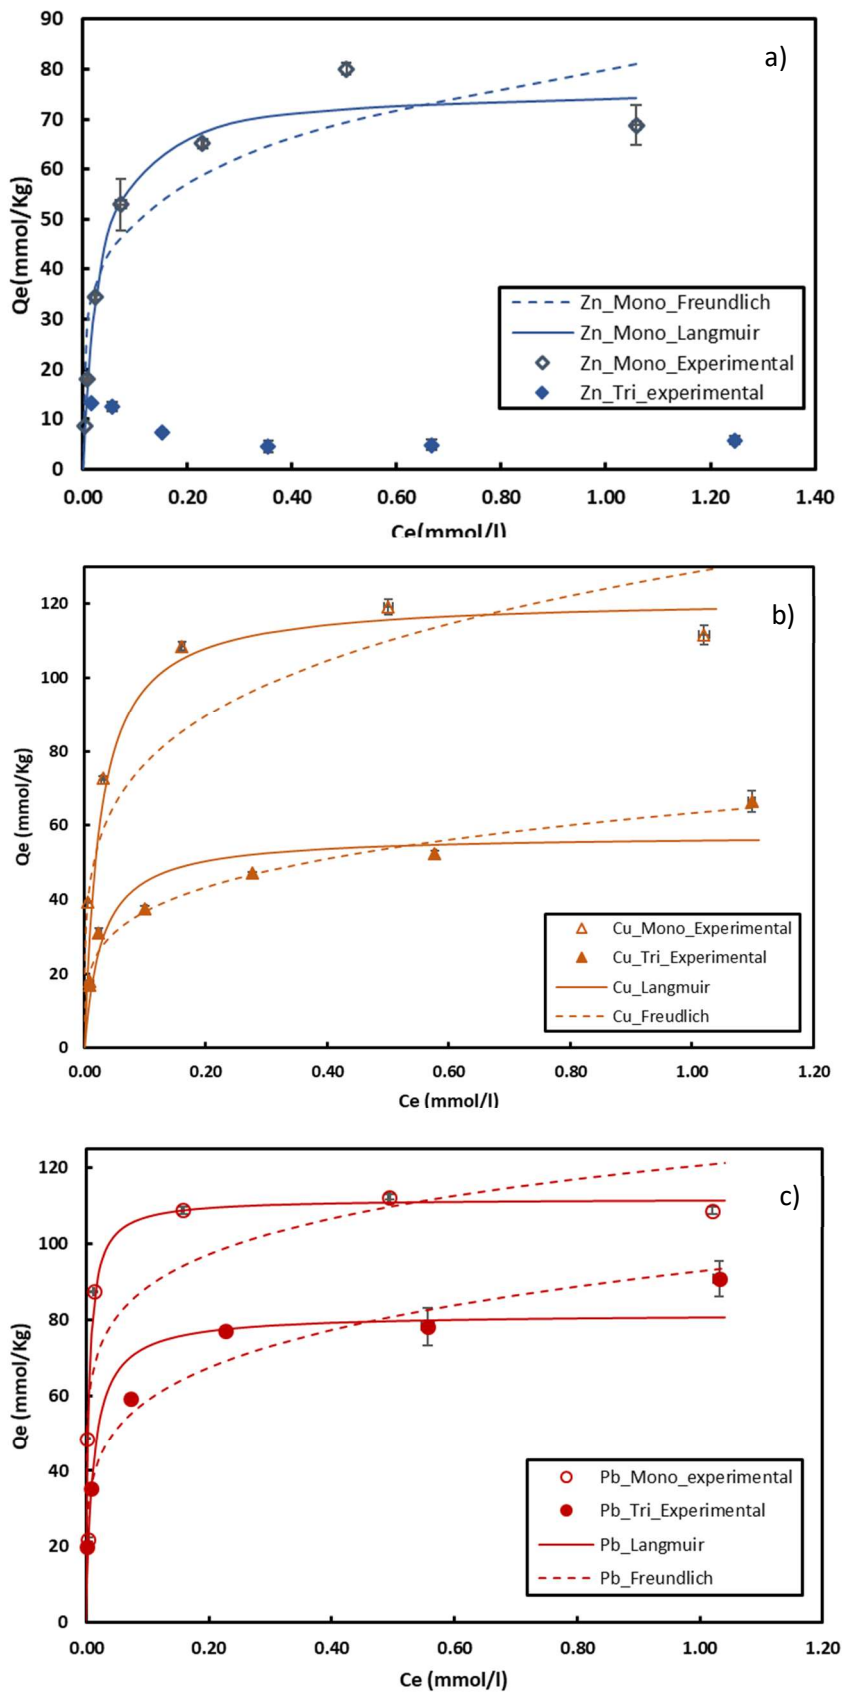 a)
90
80
70
60
50
40
30
20
10
0
Qe(mmol/Kg)
Zn_Mono_Freundlich
Zn_Mono_Langmuir
Zn_Mono_Experimental
Zn_Tri_experimental
0.00 0.20 0.40 0.60 0.80 1.00 1.20 1.40
Ce(mmol/l)
b)
120
100
80
60
40
20
0
Qe (mmol/Kg)
Cu_Mono_Experimental
Cu_Tri_Experimental
Cu_Langmuir
Cu_Freudlich
0.00 0.20 0.40 0.60 0.80 1.00 1.20
Ce (mmol/l)
c)
120
100
80
60
40
20
0
Qe (mmol/Kg)
Pb_Mono_experimental
Pb_Tri_Experimental
Pb_Langmuir
Pb_Freundlich
0.00 0.20 0.40 0.60 0.80 1.00 1.20
Ce (mmol/l)